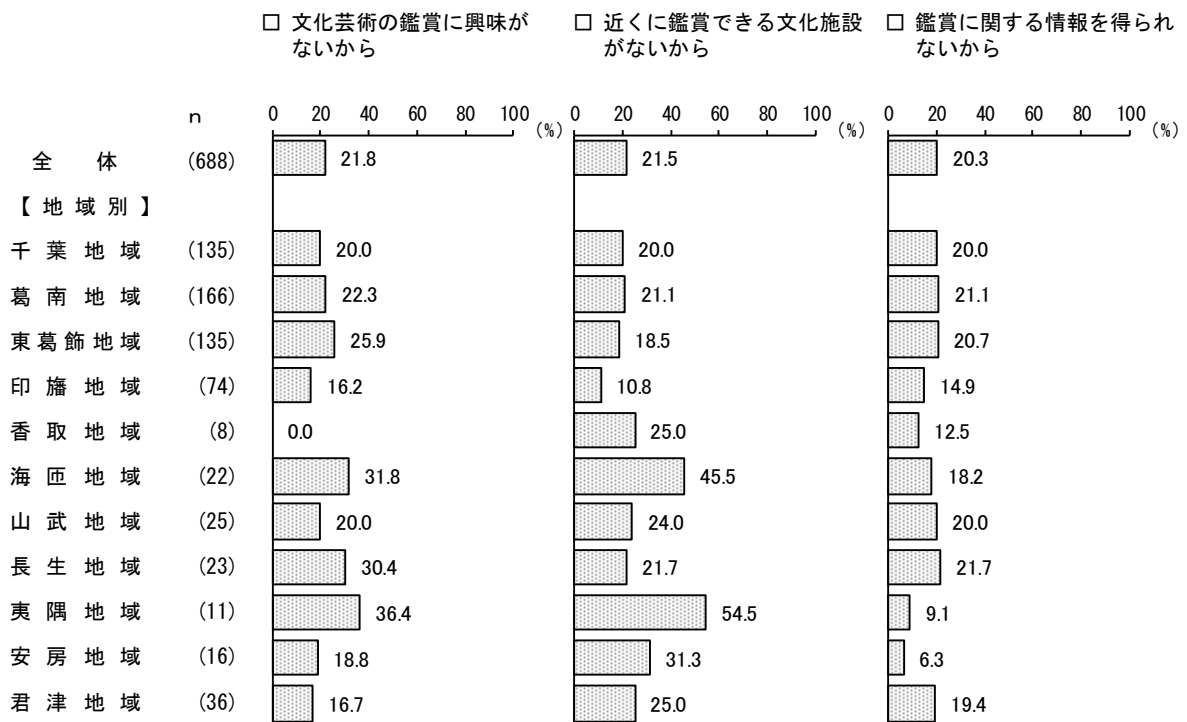 □ 文化芸術の鑑賞に興味が □ 近くに鑑賞できる文化施設 □ 鑑賞に関する情報を得られ
ないから がないから ないから
n 0 20 40 60 80 100 (%) 0 20 40 60 80 100 (%) 0 20 40 60 80 100 (%)
全 体 (688) 21.8 21.5 20.3
【 地 域 別 】
千 葉 地 域 (135) 20.0 20.0 20.0
葛 南 地 域 (166) 22.3 21.1 21.1
東 葛 飾 地 域 (135) 25.9 18.5 20.7
印 旛 地 域 (74) 16.2 10.8 14.9
香 取 地 域 (8) 0.0 25.0 12.5
海 匝 地 域 (22) 31.8 45.5 18.2
山 武 地 域 (25) 20.0 24.0 20.0
長 生 地 域 (23) 30.4 21.7 21.7
夷 隅 地 域 (11) 36.4 54.5 9.1
安 房 地 域 (16) 18.8 31.3 6.3
君 津 地 域 (36) 16.7 25.0 19.4